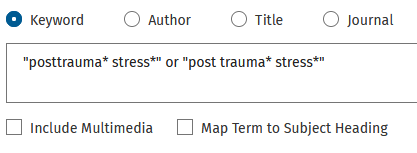 Keyword Author Title Journal
"posttrauma* stress*" or "post trauma* stress*"
Include Multimedia Map Term to Subject Heading